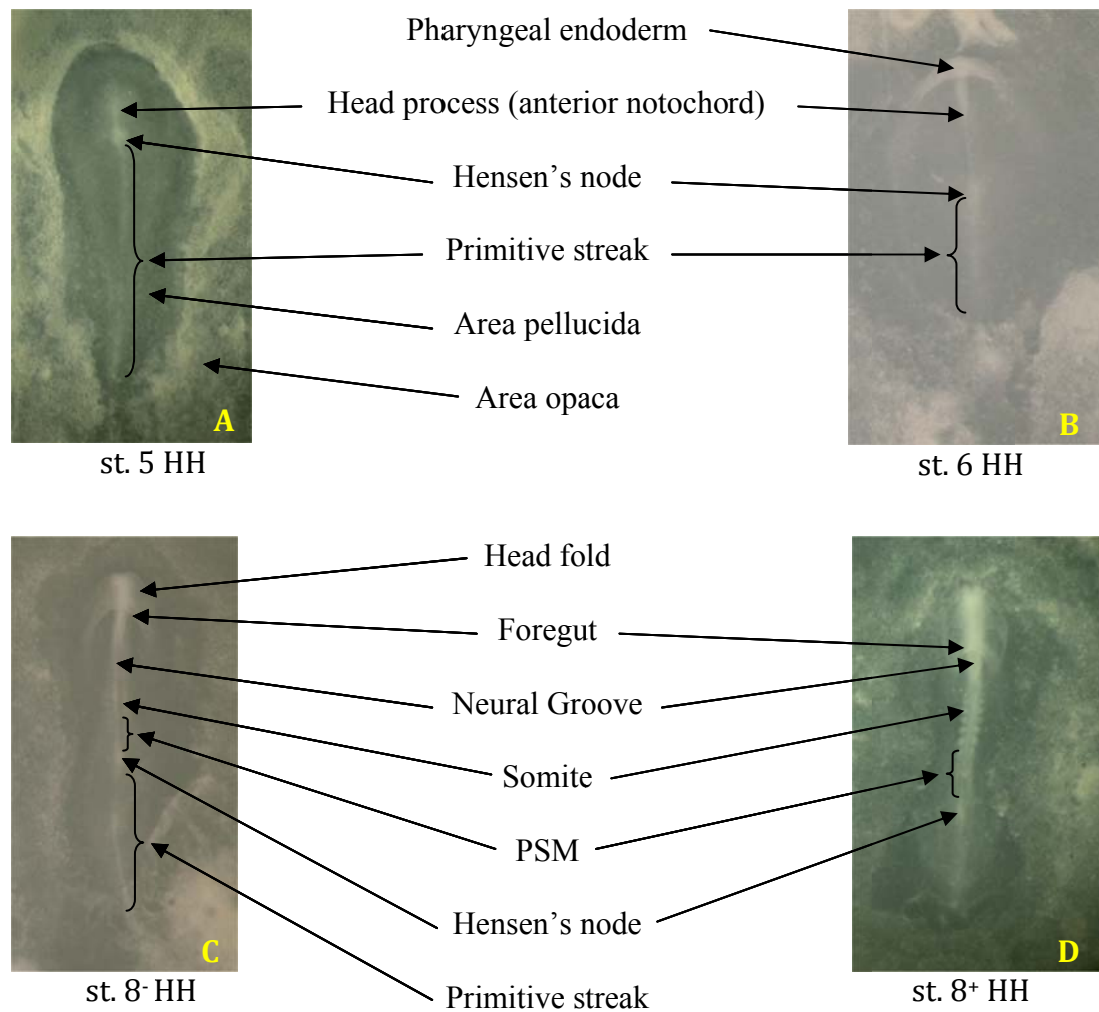 Pharyngeal endoderm
Head process (anterior notochord)
Hensen’s node
Primitive streak
Area pellucida
Area opaca
A
B
st. 5 HH
st. 6 HH
Head fold
Foregut
Neural Groove
Somite
PSM
Hensen’s node
Primitive streak
C
D
st. 8- HH
st. 8+ HH